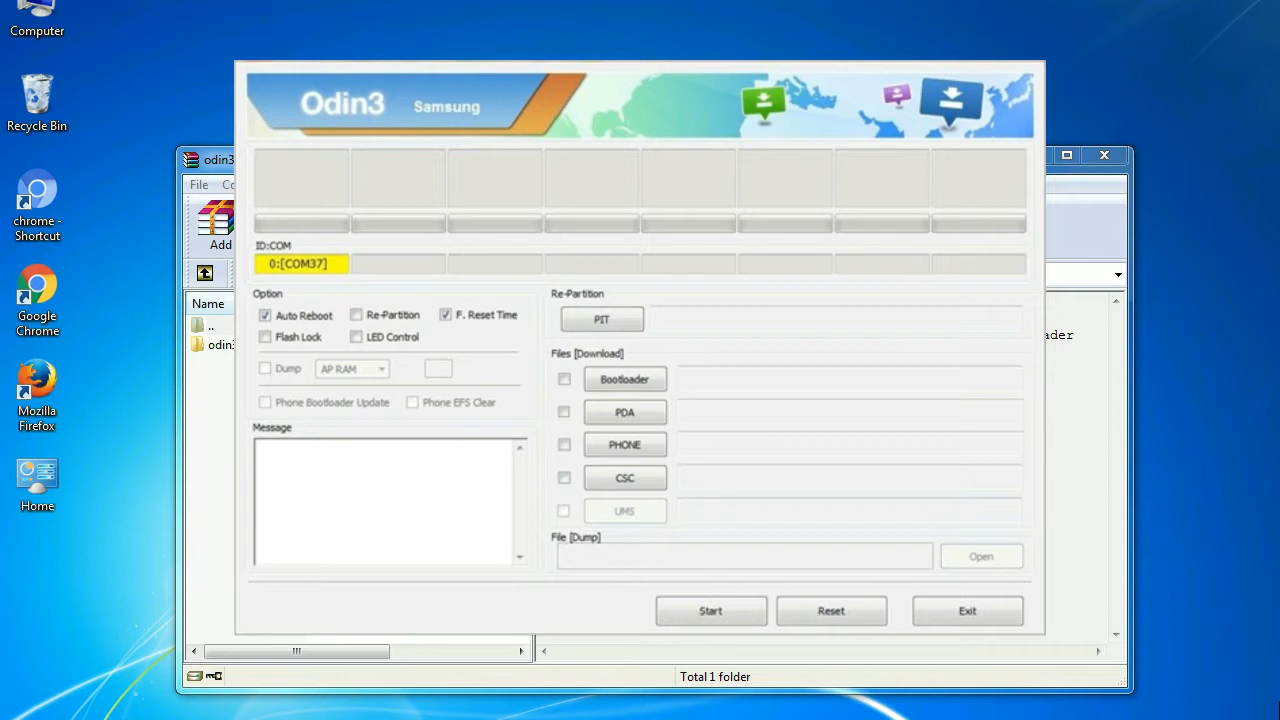 Computer
Recycle Bin
chrome -
Shortcut
Google
Chrome
Mozilla
Firefox
Home
odin3
File
Add
Name
..
odin3
ader
Total 1 folder
Odin3 Samsung
ID:COM
0:[COM37]
Option
Auto Reboot Re-Partition F. Reset Time
Flash Lock LED Control
Dump AP RAM
Phone Bootloader Update Phone EFS Clear
Message
Re-Partition
PIT
Files [Download]
Bootloader
PDA
PHONE
CSC
UMS
File [Dump]
Open
Start Reset Exit